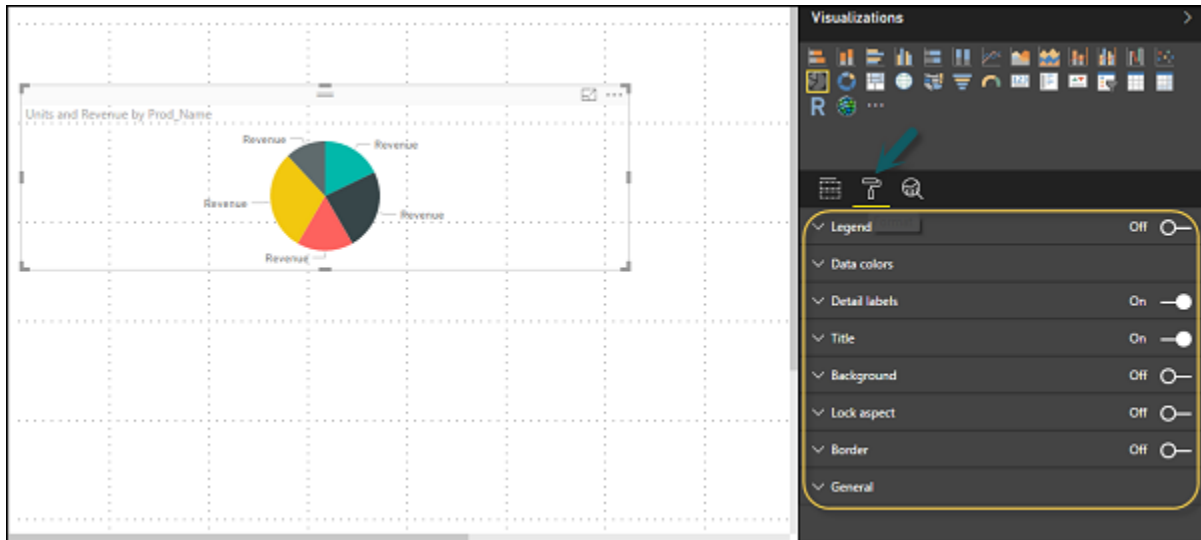 Visualizations
Units and Revenue by Prod_Name
Revenue
Revenue
Revenue
Revenue
Revenue
R
Legend Off
Data colors
Detail labels On
Title On
Background Off
Lock aspect Off
Border Off
General